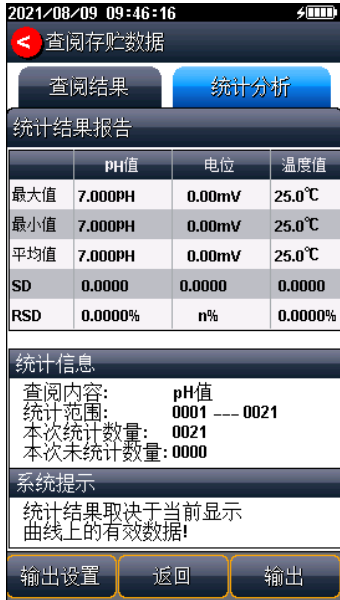 2021/08/09 09:46:16
查阅存贮数据
查阅结果 统计分析
统计结果报告
pH值 电位 温度值
最大值 7.000PH 0.00mV 25.0℃
最小值 7.000PH 0.00mV 25.0℃
平均值 7.000PH 0.00mV 25.0℃
SD 0.0000 0.0000 0.0000
RSD 0.0000% n% 0.0000%
统计信息
查阅内容: pH值
统计范围: 0001 --- 0021
本次统计数量: 0021
本次未统计数量: 0000
系统提示
统计结果取决于当前显示
曲线上的有效数据!
输出设置 返回 输出